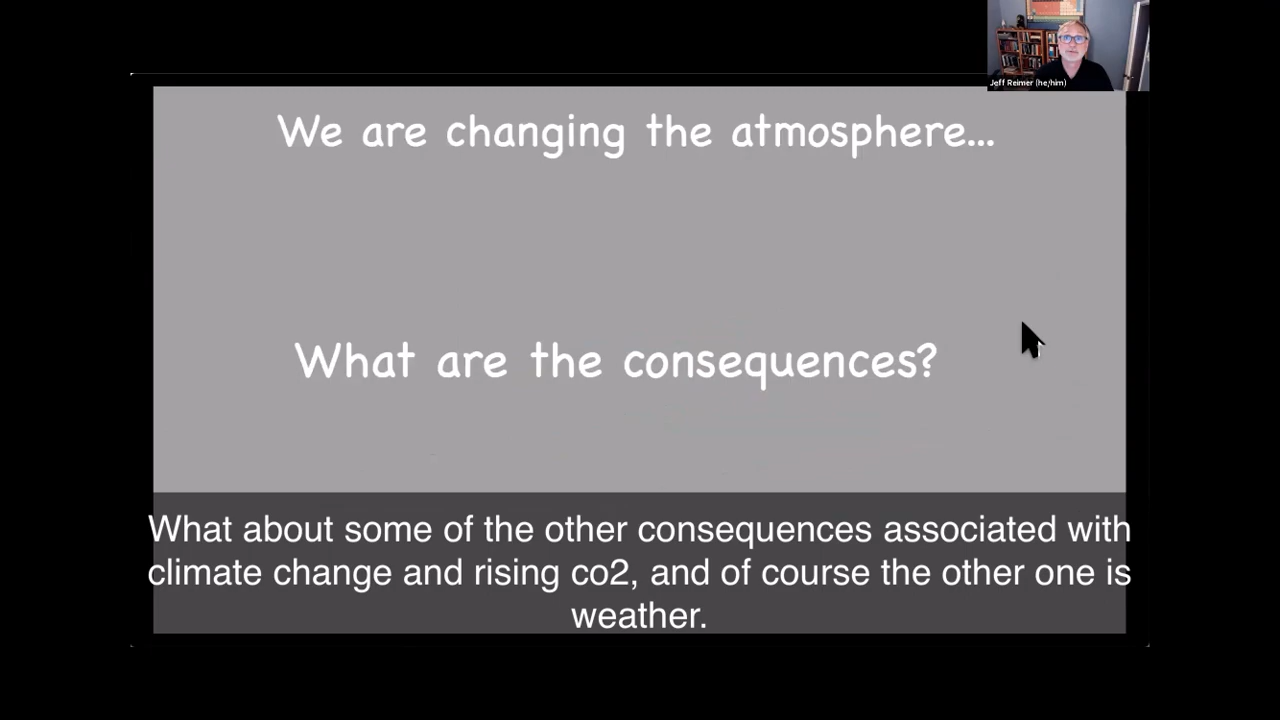 Jeff Reimer (he/him)
We are changing the atmosphere...
What are the consequences?
What about some of the other consequences associated with
climate change and rising co2, and of course the other one is
weather.